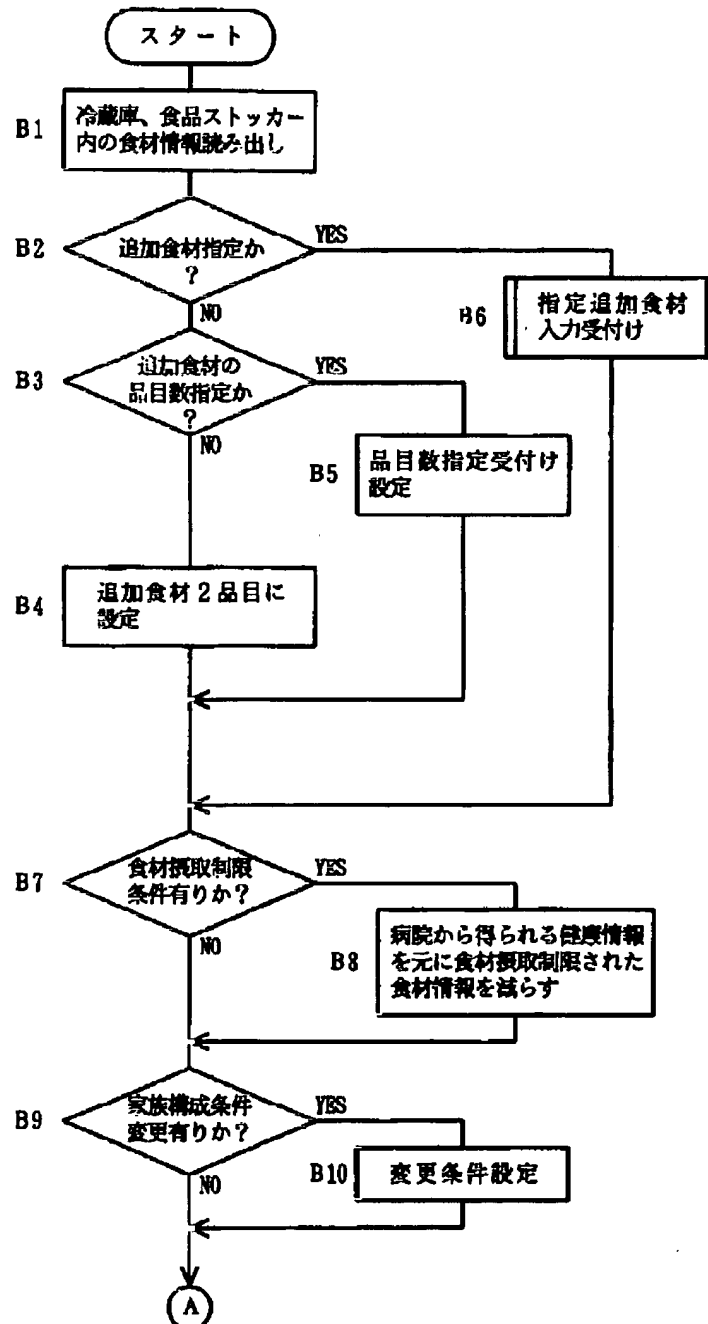 スタート
B1
冷蔵庫、食品ストッカー
内の食材情報読み出し
B2
追加食材指定か
?
YES
NO
B6
指定追加食材
入力受付け
B3
追加食材の
品目数指定か
?
YES
NO
B5
品目数指定受付け
設定
B4
追加食材2品目に
設定
B7
食材摂取制限
条件有りか?
YES
NO
B8
病院から得られる健康情報
を元に食材摂取制限された
食材情報を減らす
B9
家族構成条件
変更有りか?
YES
NO
B10
変更条件設定
A